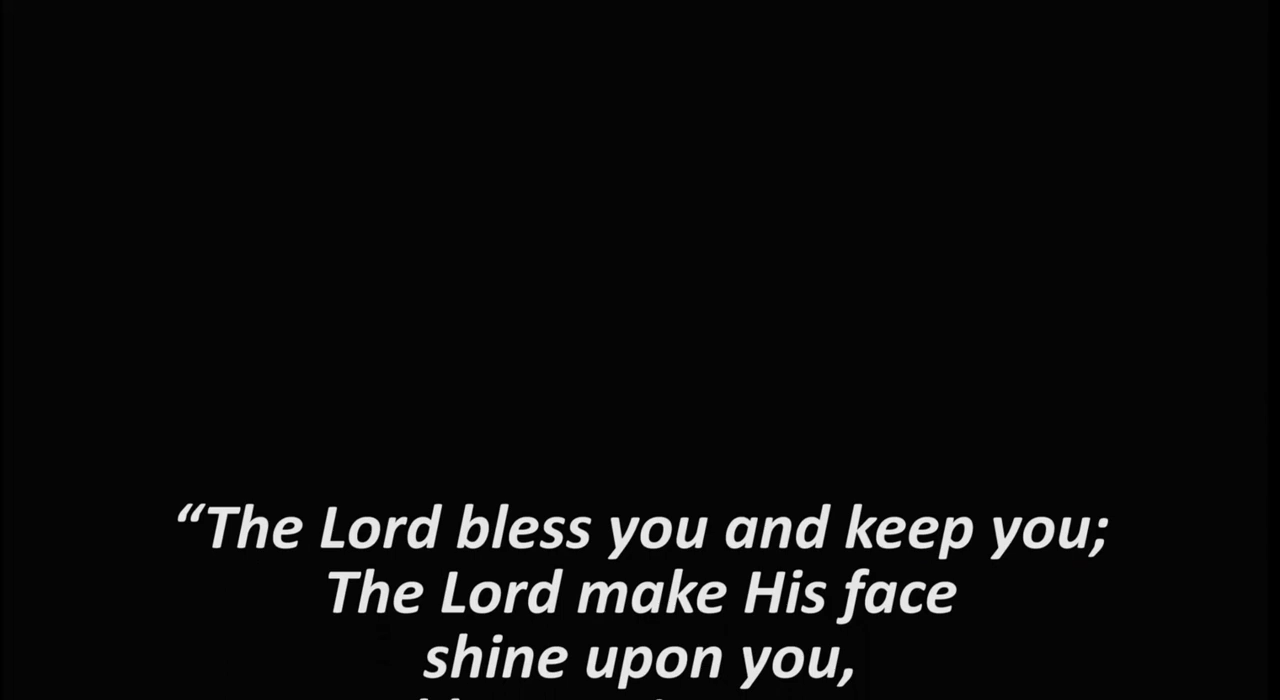 “The Lord bless you and keep you;
The Lord make His face
shine upon you,